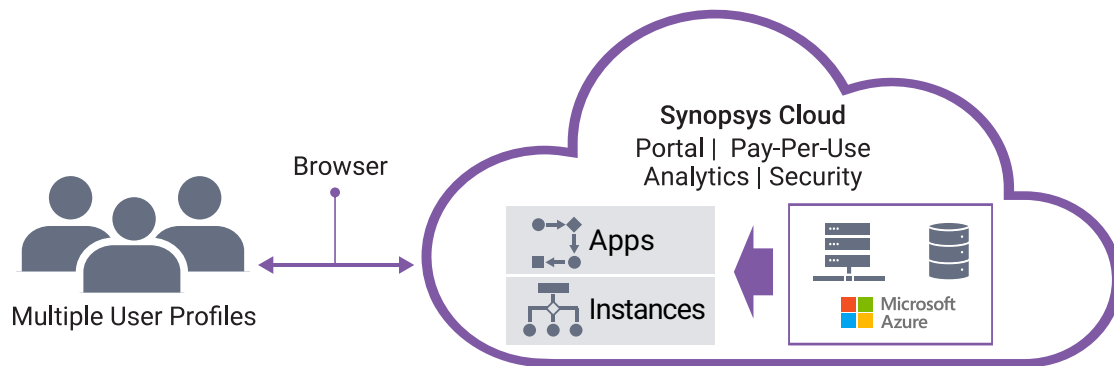 Synopsys Cloud
Portal | Pay-Per-Use
Analytics | Security
Browser
Multiple User Profiles
Apps
Instances
Microsoft
Azure